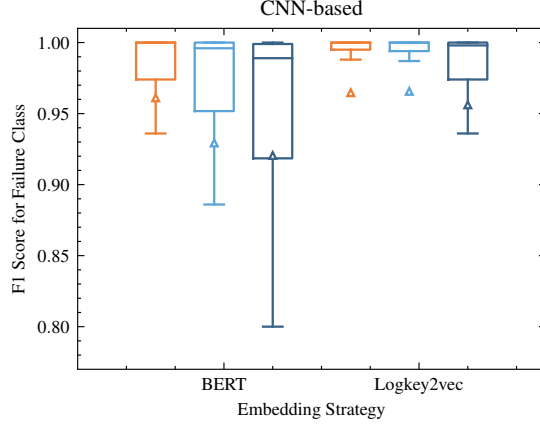 CNN-based
1.00
0.95
0.90
0.85
0.80
F1 Score for Failure Class
BERT
Logkey2vec
Embedding Strategy